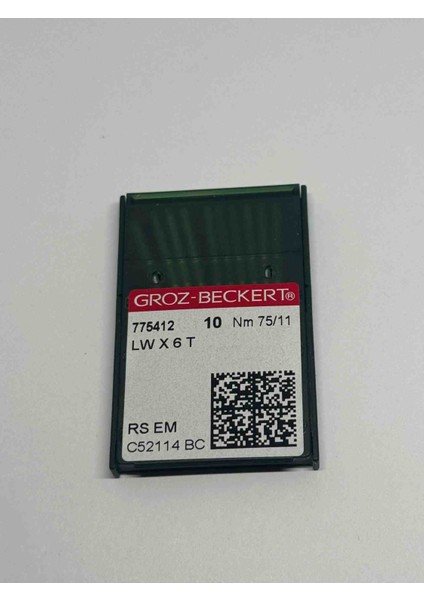 GROZ-BECKERT®
775412 10 Nm 75/11
LW X 6 T
RS EM
C52114 BC